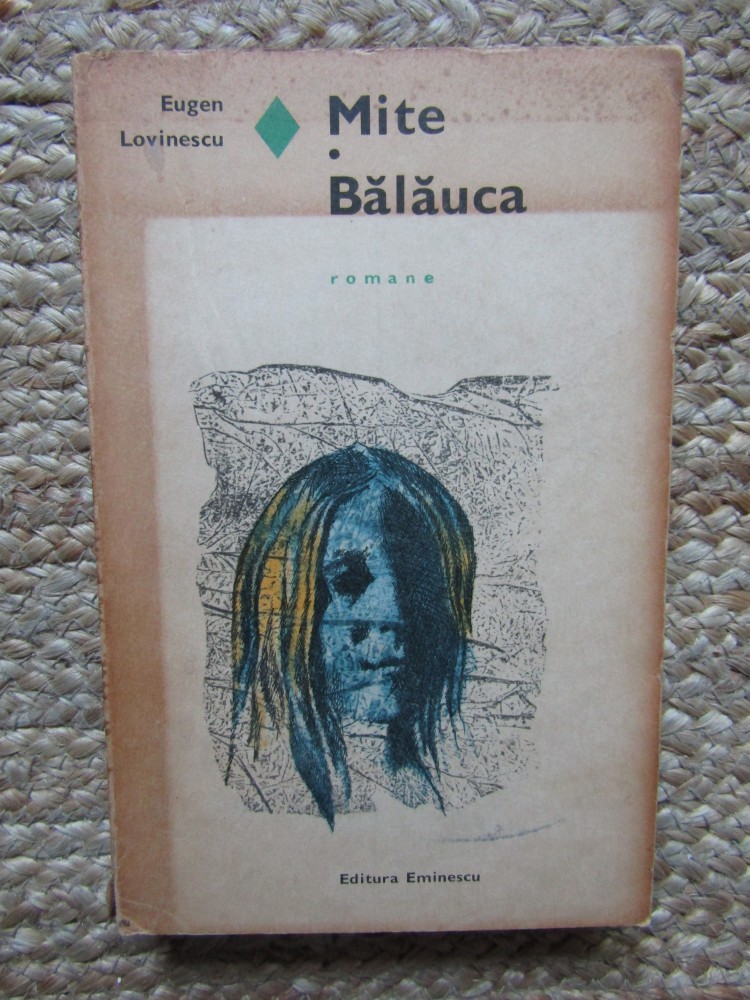 Eugen
Lovinescu
Mite
•
Bălăuca
romane
Editura Eminescu